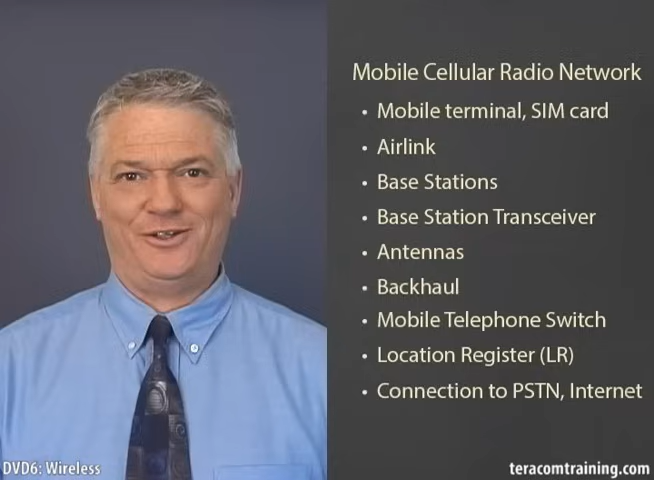 Mobile Cellular Radio Network
• Mobile terminal, SIM card
• Airlink
• Base Stations
• Base Station Transceiver
• Antennas
• Backhaul
• Mobile Telephone Switch
• Location Register (LR)
• Connection to PSTN, Internet
DVD6: Wireless
teracomtraining.com